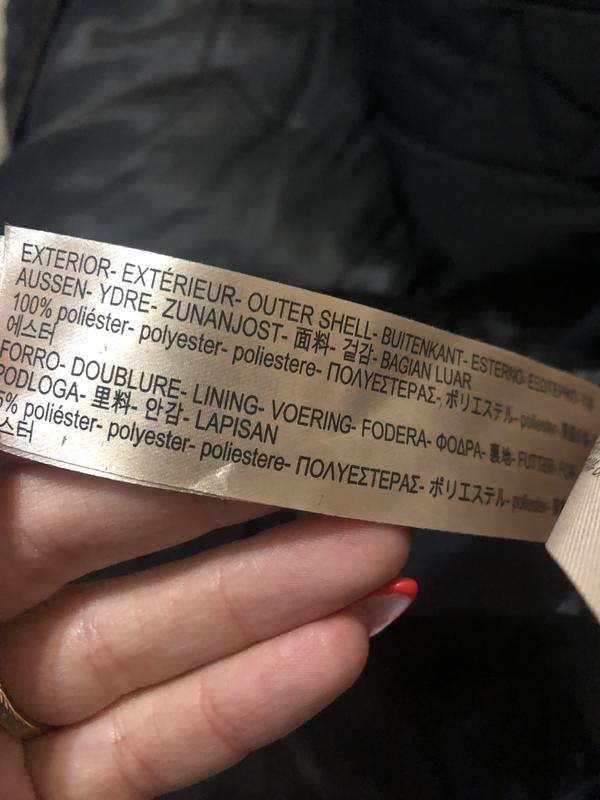 EXTERIOR- EXTÉRIEUR- OUTER SHELL- BUITENKANT- ESTERNO- ΕΞΩΤΕΡΙΚΟ-
AUSSEN- YDRE- ZUNANJOST- 面料- 겉감- BAGIAN LUAR
100% poliéster- polyester- poliestere- ΠΟΛΥΕΣΤΕΡΑΣ- ポリエステル- poliester-
에스터
FORRO- DOUBLURE- LINING- VOERING- FODERA- ΦΟΔΡΑ- 裏地- FUTTER-
PODLOGA- 里料- 안감- LAPISAN
% poliéster- polyester- poliestere- ΠΟΛΥΕΣΤΕΡΑΣ- ポリエステル- poliester-
스터